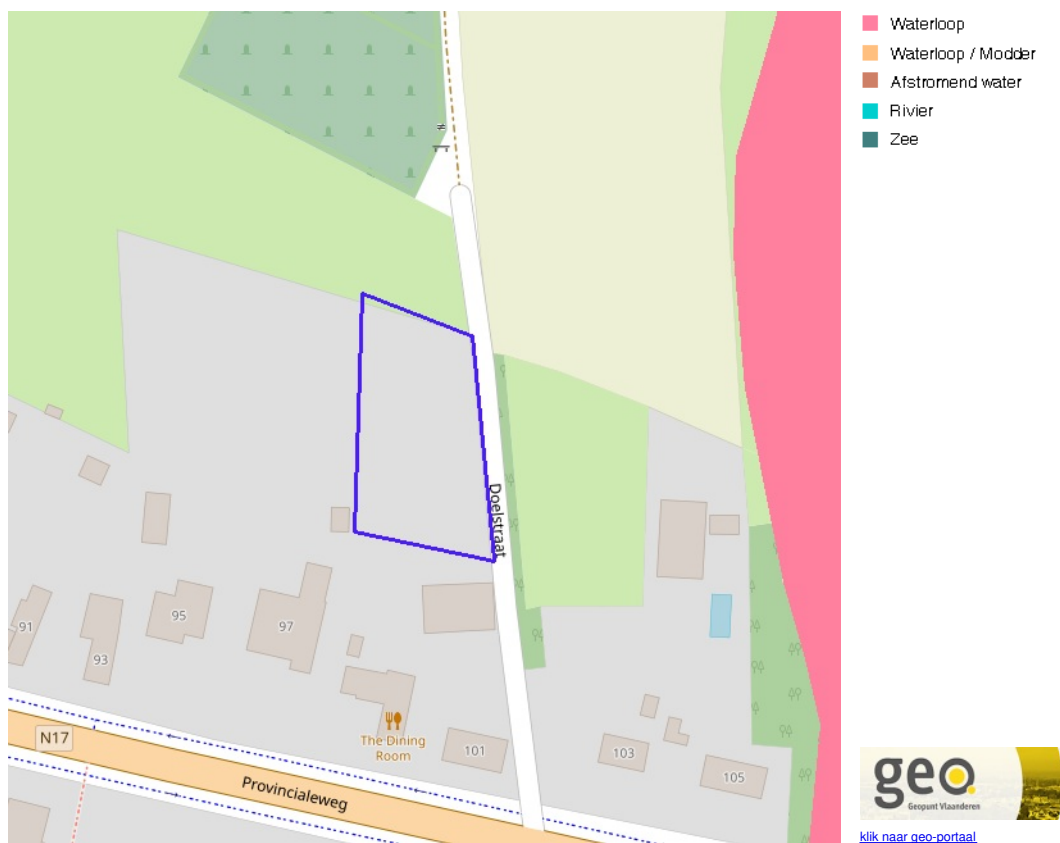 Waterloop
Waterloop / Modder
Afstromend water
Rivier
Zee
Doelstraat
91
93
95
97
The Dining
Room
101
103
105
N17
Provincialeweg
geo
Geopunt Vlaanderen
klik naar geo-portaal